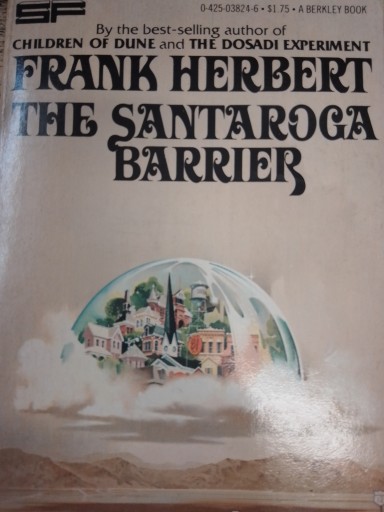 SF
0-425-03824-6 • $1.75 • A BERKLEY BOOK
By the best-selling author of
CHILDREN OF DUNE and THE DOSADI EXPERIMENT
FRANK HERBERT
THE SANTAROGA
BARRIER